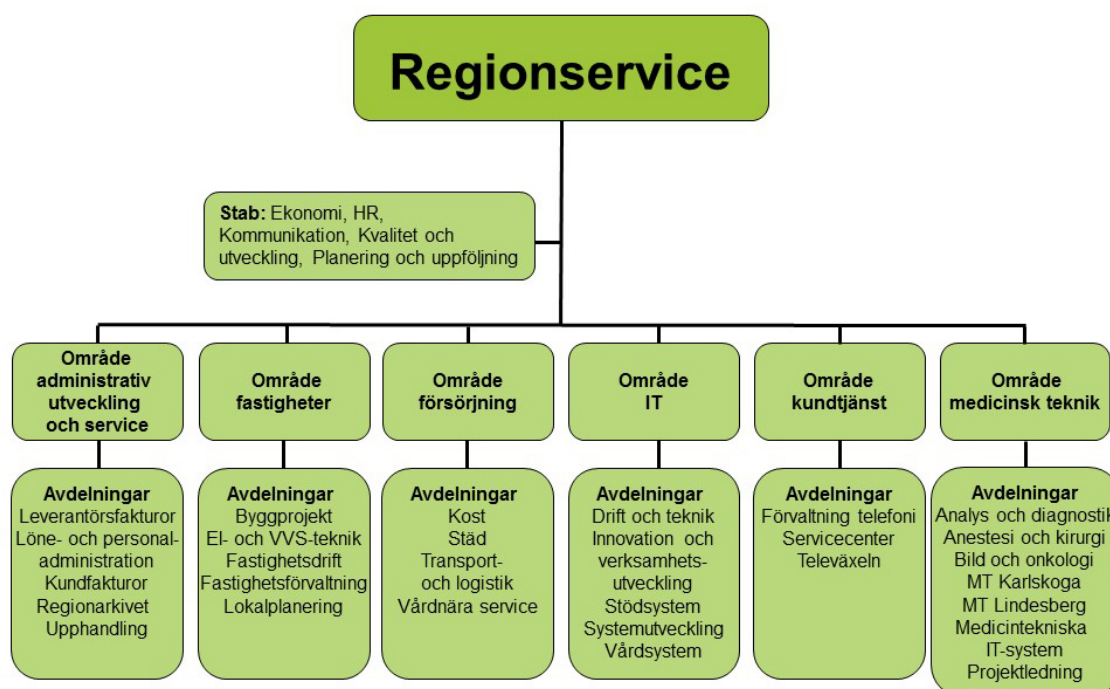 Regionservice
Stab: Ekonomi, HR,
Kommunikation, Kvalitet och
utveckling, Planering och uppföljning
Område
administrativ
utveckling
och service
Område
fastigheter
Område
försörjning
Område
IT
Område
kundtjänst
Område
medicinsk teknik
Avdelningar
Leverantörsfakturor
Löne- och personal-
administration
Kundfakturor
Regionarkivet
Upphandling
Avdelningar
Byggprojekt
El- och VVS-teknik
Fastighetsdrift
Fastighetsförvaltning
Lokalplanering
Avdelningar
Kost
Städ
Transport-
och logistik
Vårdnära service
Avdelningar
Drift och teknik
Innovation och
verksamhets-
utveckling
Stödsystem
Systemutveckling
Vårdsystem
Avdelningar
Förvaltning telefoni
Servicecenter
Televäxeln
Avdelningar
Analys och diagnostik
Anestesi och kirurgi
Bild och onkologi
MT Karlskoga
MT Lindesberg
Medicintekniska
IT-system
Projektledning